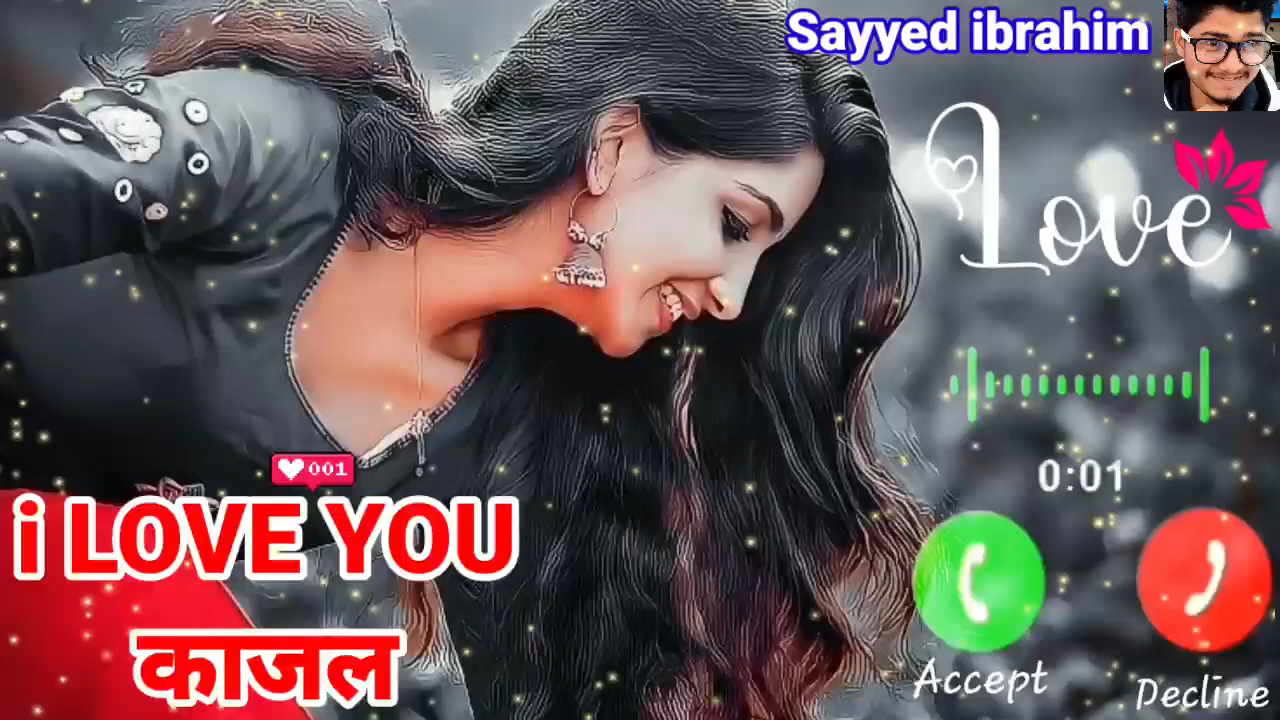 Sayyed ibrahim
Love
0:01
001
i LOVE YOU
काजल
Accept
Decline